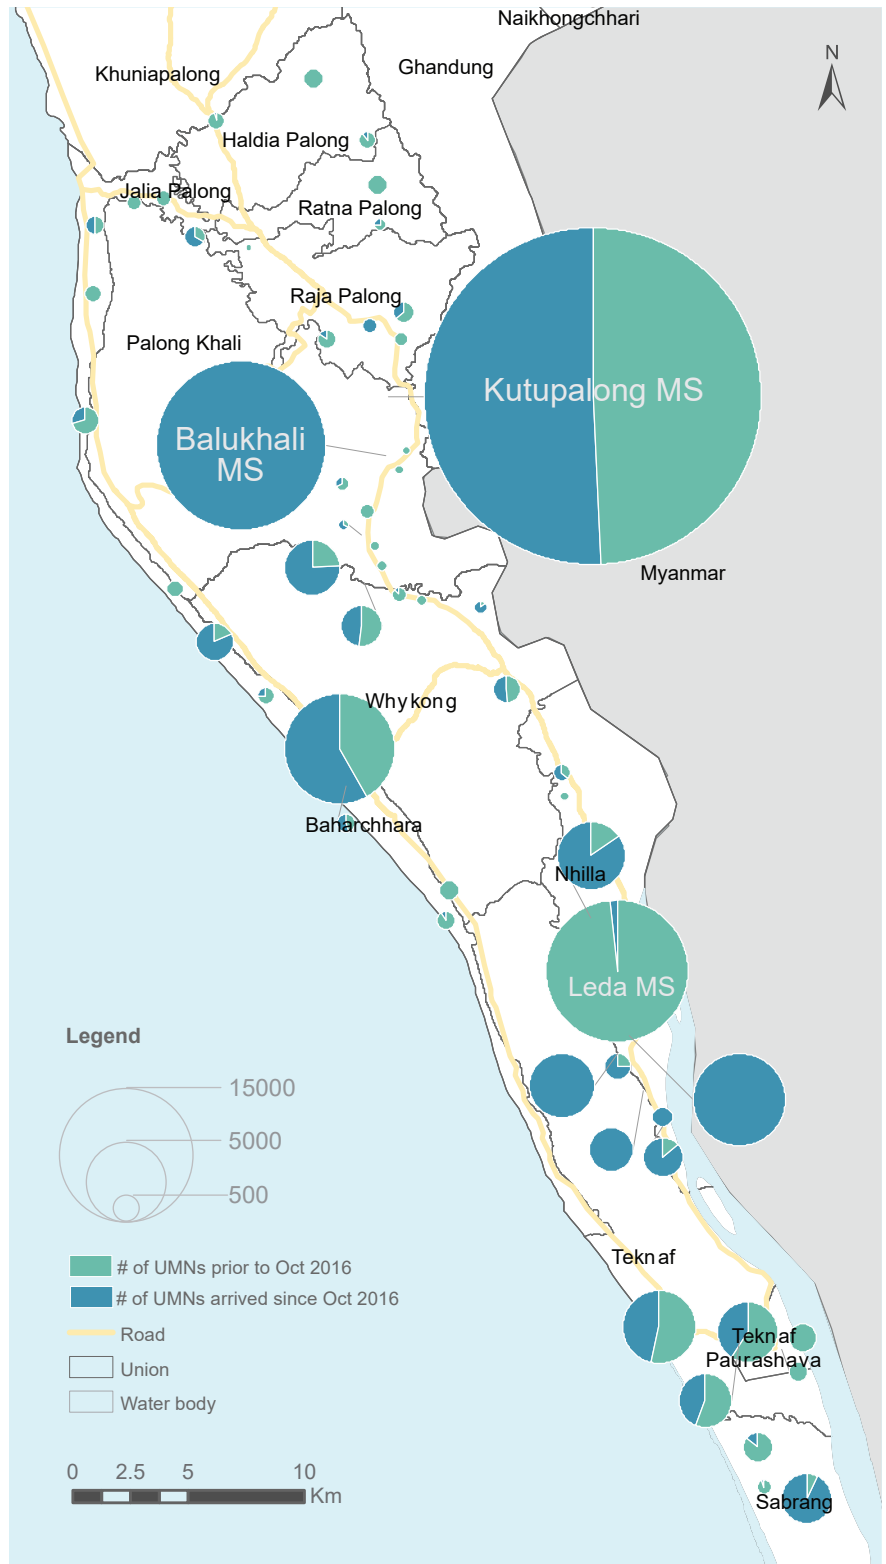 Naikhongchhari
N
Ghandung
Khuniapalong
Haldia Palong
Jalia Palong
Ratna Palong
Raja Palong
Palong Khali
Kutupalong MS
Balukhali
MS
Myanmar
Whykong
Baharchhara
Nhilla
Leda MS
Legend
15000
5000
500
# of UMNs prior to Oct 2016
# of UMNs arrived since Oct 2016
Road
Union
Water body
0 2.5 5 10
Km
Teknaf
Teknaf
Paurashava
Sabrang